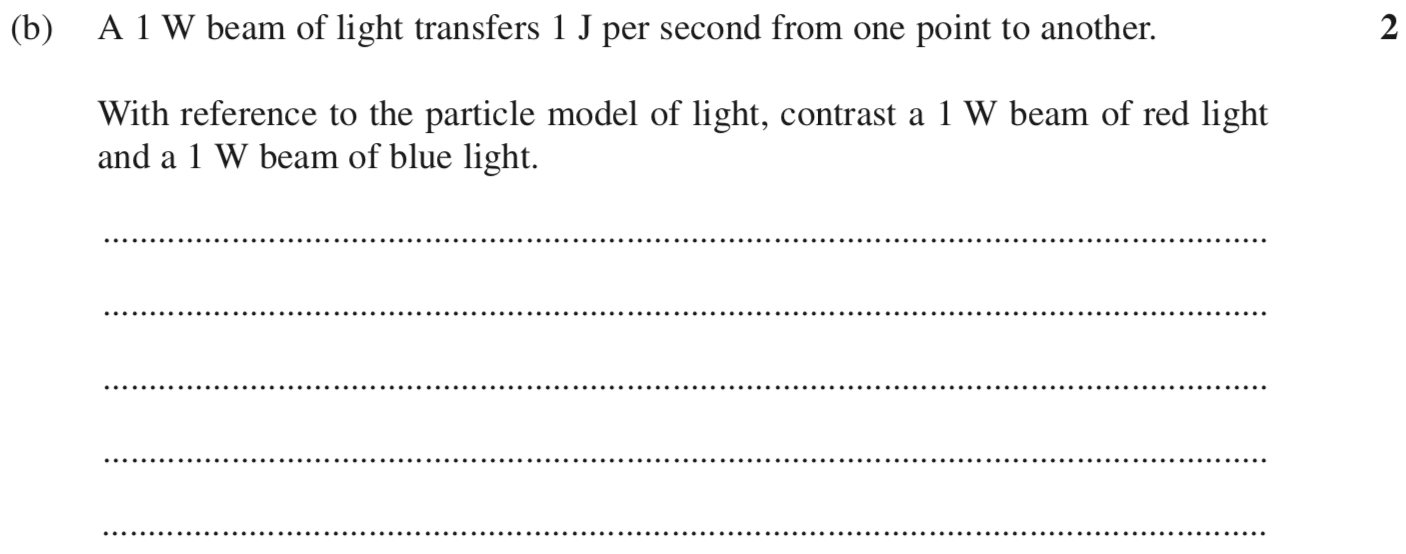 (b) A 1 W beam of light transfers 1 J per second from one point to another. 2
With reference to the particle model of light, contrast a 1 W beam of red light
and a 1 W beam of blue light.